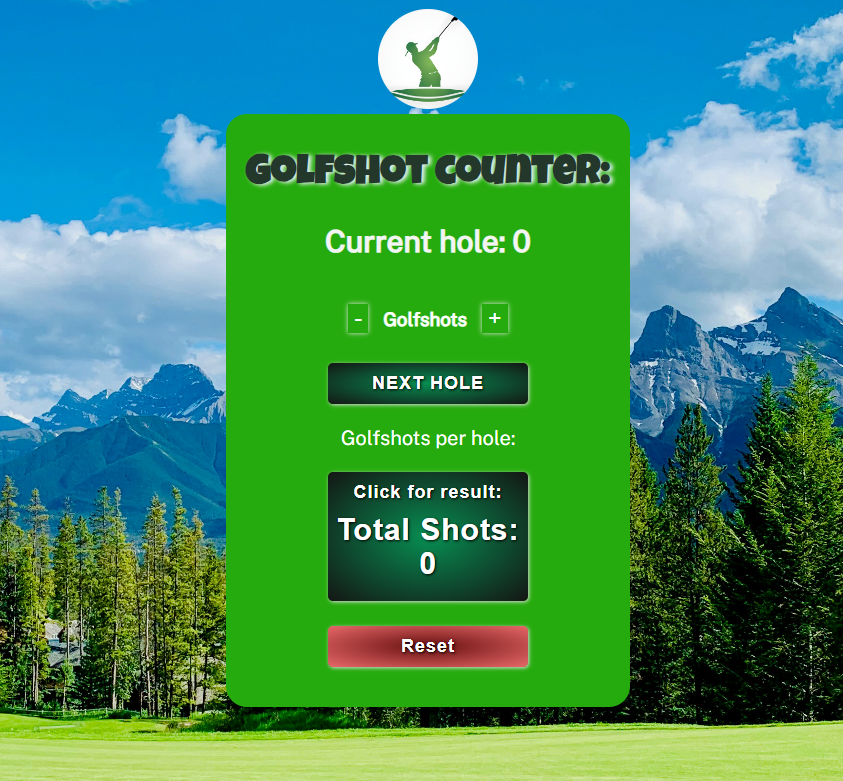 GOLFSHOT COUNTER:
Current hole: 0
- Golfshots +
NEXT HOLE
Golfshots per hole:
Click for result:
Total Shots:
0
Reset